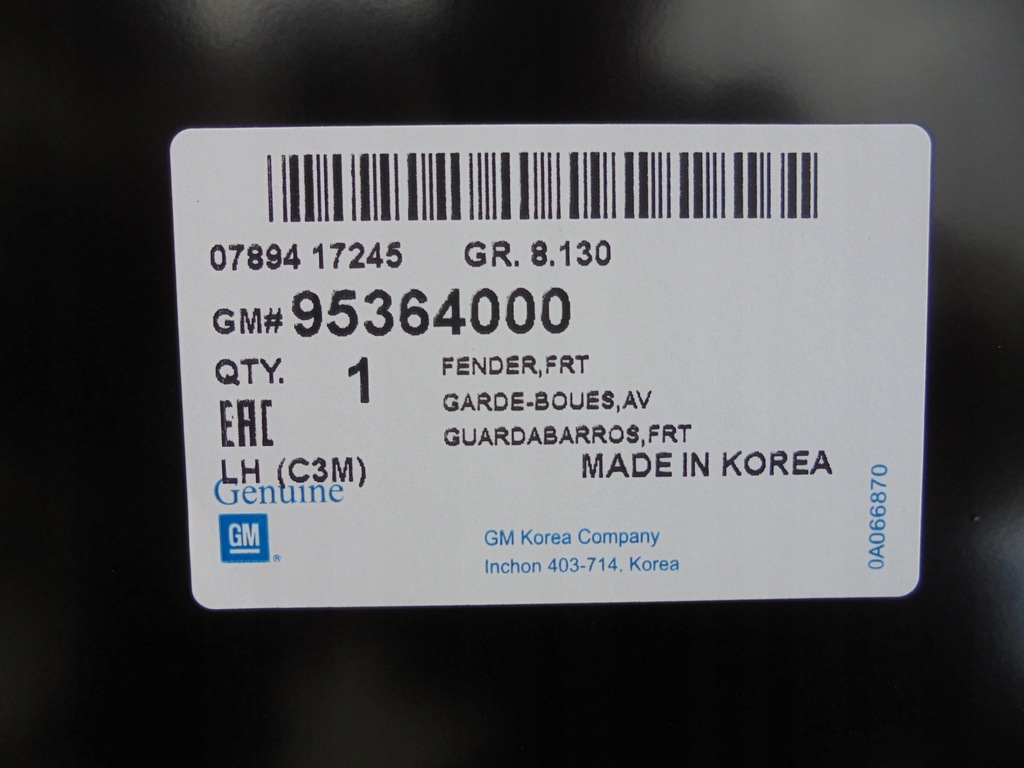 07894 17245 GR. 8.130
GM# 95364000
QTY. 1 FENDER,FRT
GARDE-BOUES,AV
EAC
GUARDABARROS,FRT
LH (C3M) MADE IN KOREA
Genuine
GM ®
GM Korea Company
Inchon 403-714, Korea
0A066870